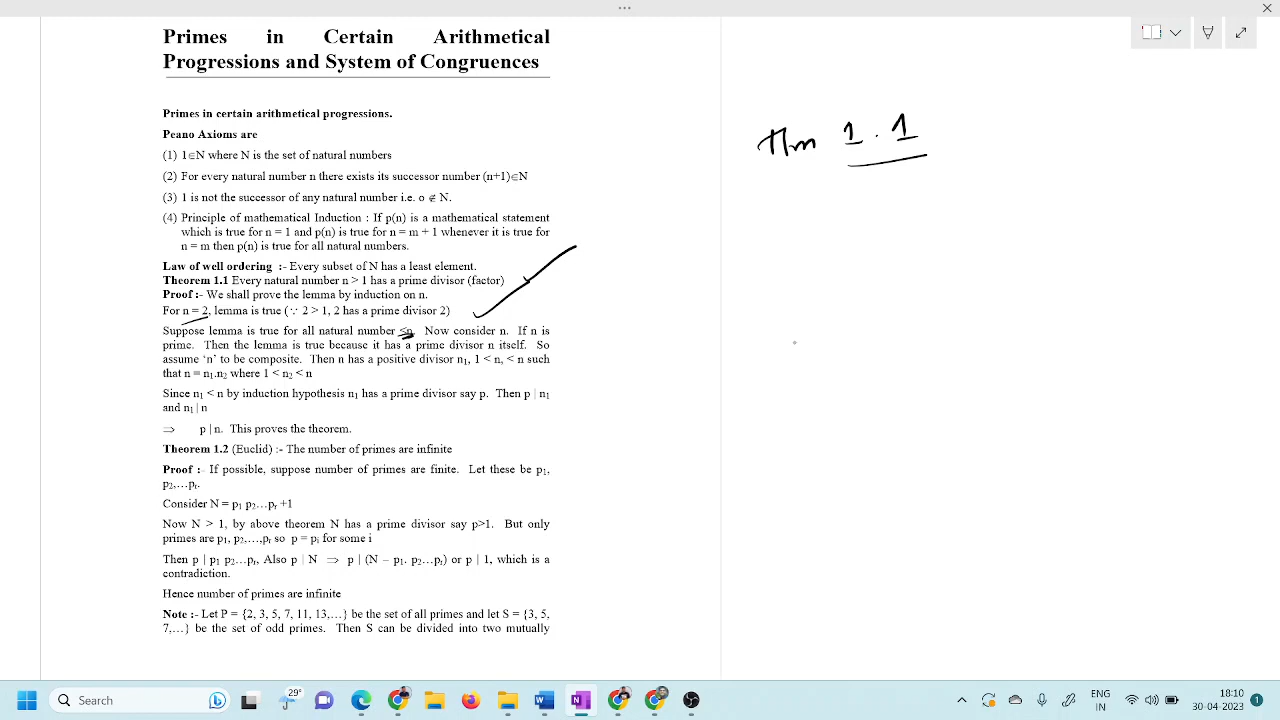 Primes in Certain Arithmetical
Progressions and System of Congruences
Primes in certain arithmetical progressions.
Peano Axioms are
(1) 1∈N where N is the set of natural numbers
(2) For every natural number n there exists its successor number (n+1)∈N
(3) 1 is not the successor of any natural number i.e. o ∉ N.
(4) Principle of mathematical Induction : If p(n) is a mathematical statement
which is true for n = 1 and p(n) is true for n = m + 1 whenever it is true for
n = m then p(n) is true for all natural numbers.
Law of well ordering :- Every subset of N has a least element.
Theorem 1.1 Every natural number n > 1 has a prime divisor (factor)
Proof :- We shall prove the lemma by induction on n.
For n = 2, lemma is true (∵ 2 > 1, 2 has a prime divisor 2)
Suppose lemma is true for all natural number <n. Now consider n. If n is
prime. Then the lemma is true because it has a prime divisor n itself. So
assume ‘n’ to be composite. Then n has a positive divisor n₁, 1 < n, < n such
that n = n₁.n₂ where 1 < n₂ < n
Since n₁ < n by induction hypothesis n₁ has a prime divisor say p. Then p | n₁
and n₁ | n
⇒ p | n. This proves the theorem.
Theorem 1.2 (Euclid) :- The number of primes are infinite
Proof :- If possible, suppose number of primes are finite. Let these be p₁,
p₂,…pᵣ.
Consider N = p₁ p₂…pᵣ +1
Now N > 1, by above theorem N has a prime divisor say p>1. But only
primes are p₁, p₂,…,pᵣ so p = pᵢ for some i
Then p | p₁ p₂…pᵣ, Also p | N ⇒ p | (N – p₁. p₂…pᵣ) or p | 1, which is a
contradiction.
Hence number of primes are infinite
Note :- Let P = {2, 3, 5, 7, 11, 13,…} be the set of all primes and let S = {3, 5,
7,…} be the set of odd primes. Then S can be divided into two mutually
Thm 1.1
Search
29°
ENG
IN
18:10
30-04-2023
1